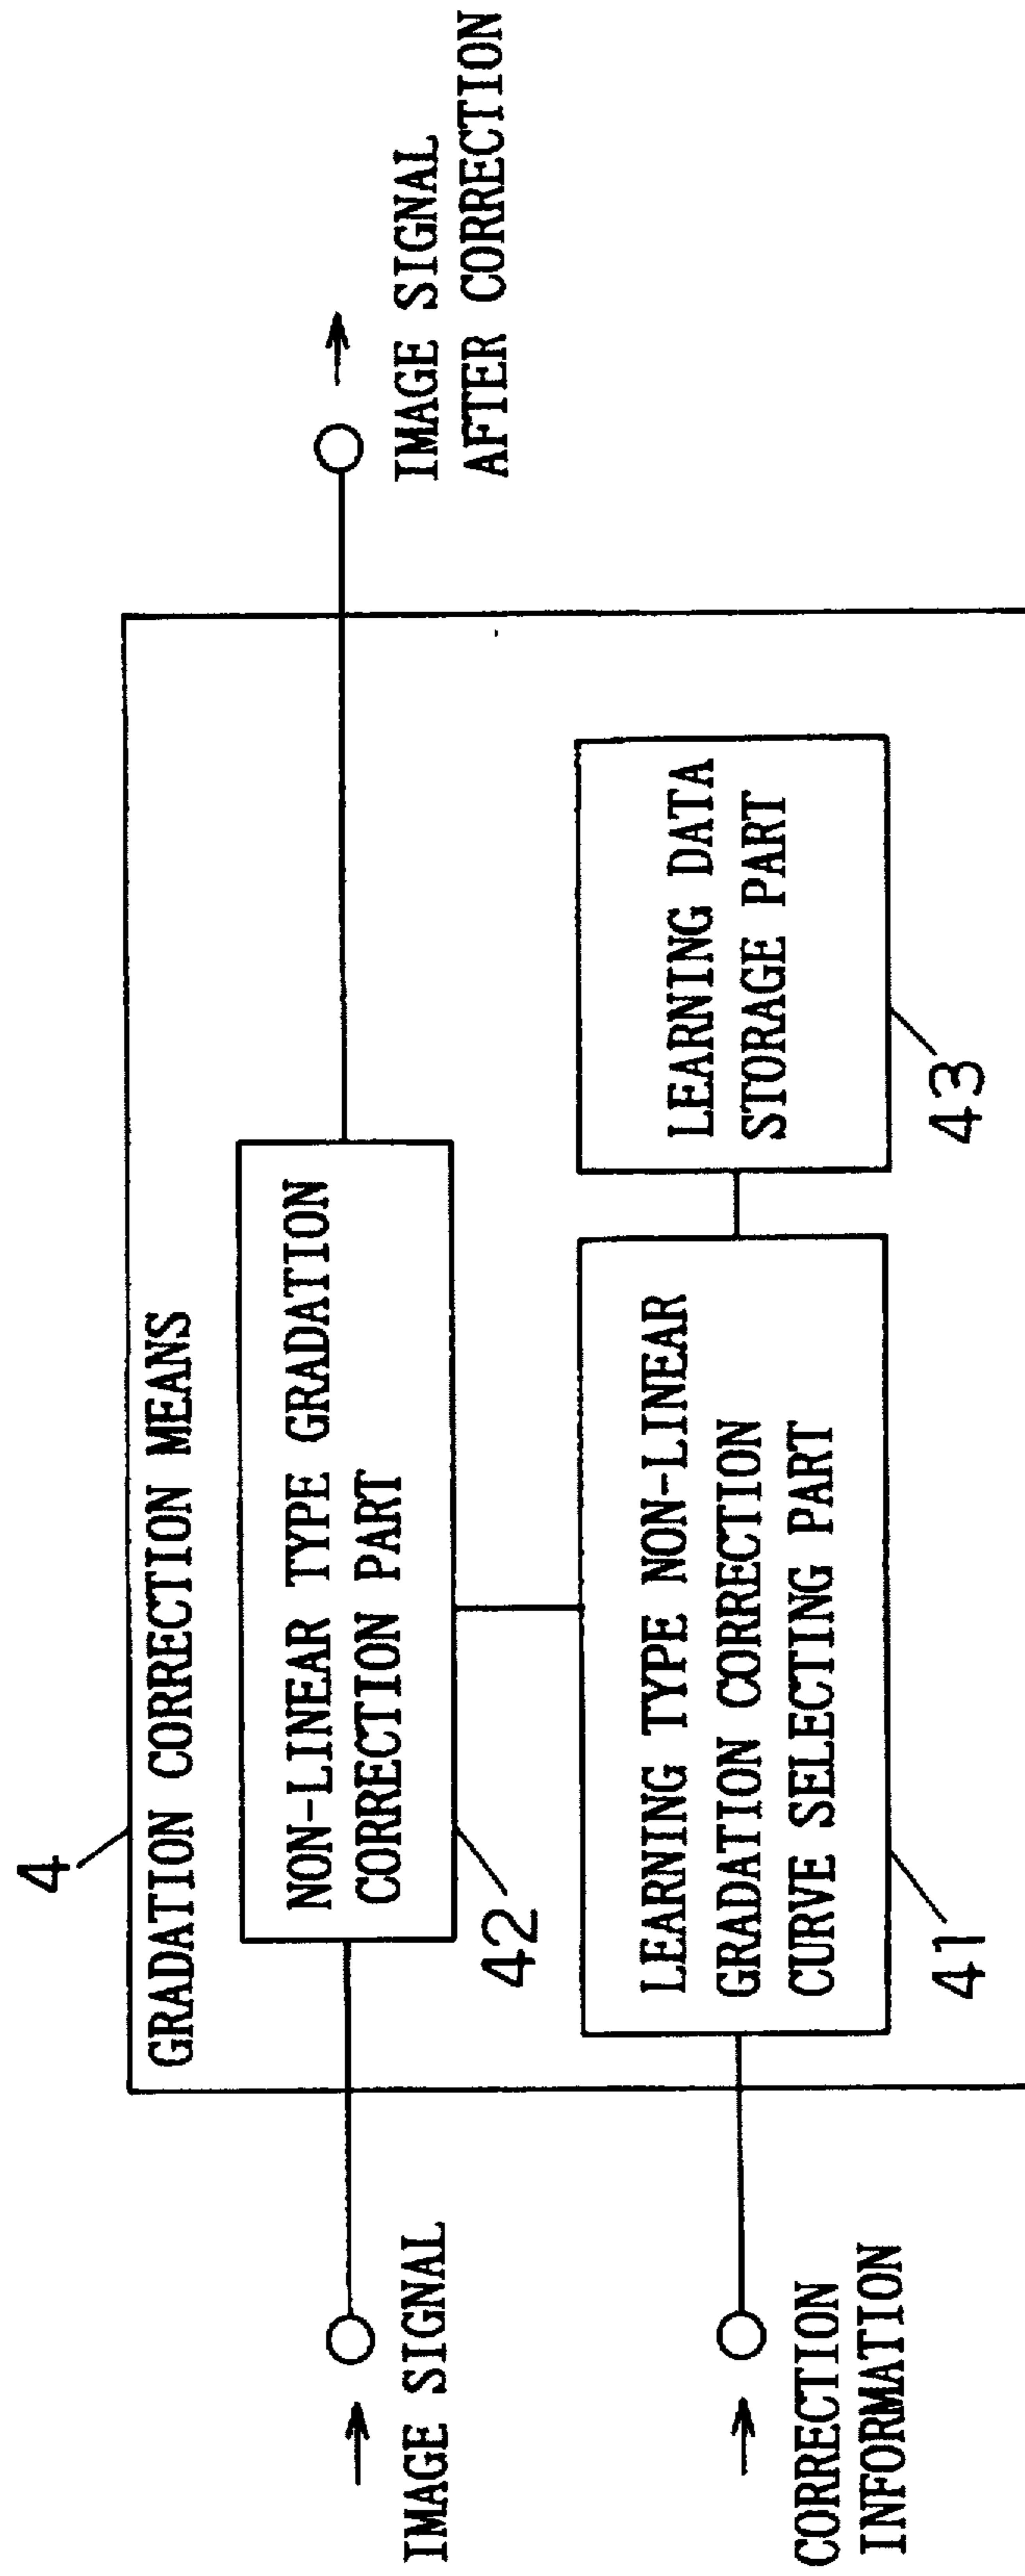 4
GRADATION CORRECTION MEANS
IMAGE SIGNAL
NON-LINEAR TYPE GRADATION
CORRECTION PART
42
IMAGE SIGNAL
AFTER CORRECTION
CORRECTION
INFORMATION
LEARNING TYPE NON-LINEAR
GRADATION CORRECTION
CURVE SELECTING PART
41
LEARNING DATA
STORAGE PART
43